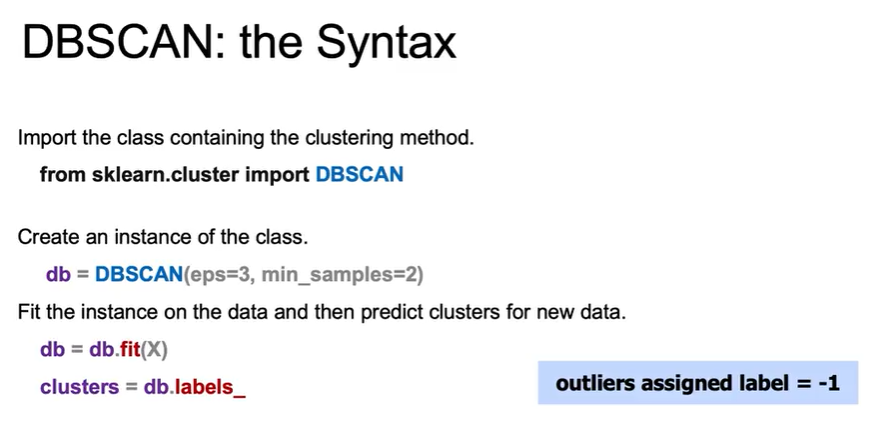 DBSCAN: the Syntax
Import the class containing the clustering method.
from sklearn.cluster import DBSCAN
Create an instance of the class.
db = DBSCAN(eps=3, min_samples=2)
Fit the instance on the data and then predict clusters for new data.
db = db.fit(X)
clusters = db.labels_
outliers assigned label = -1